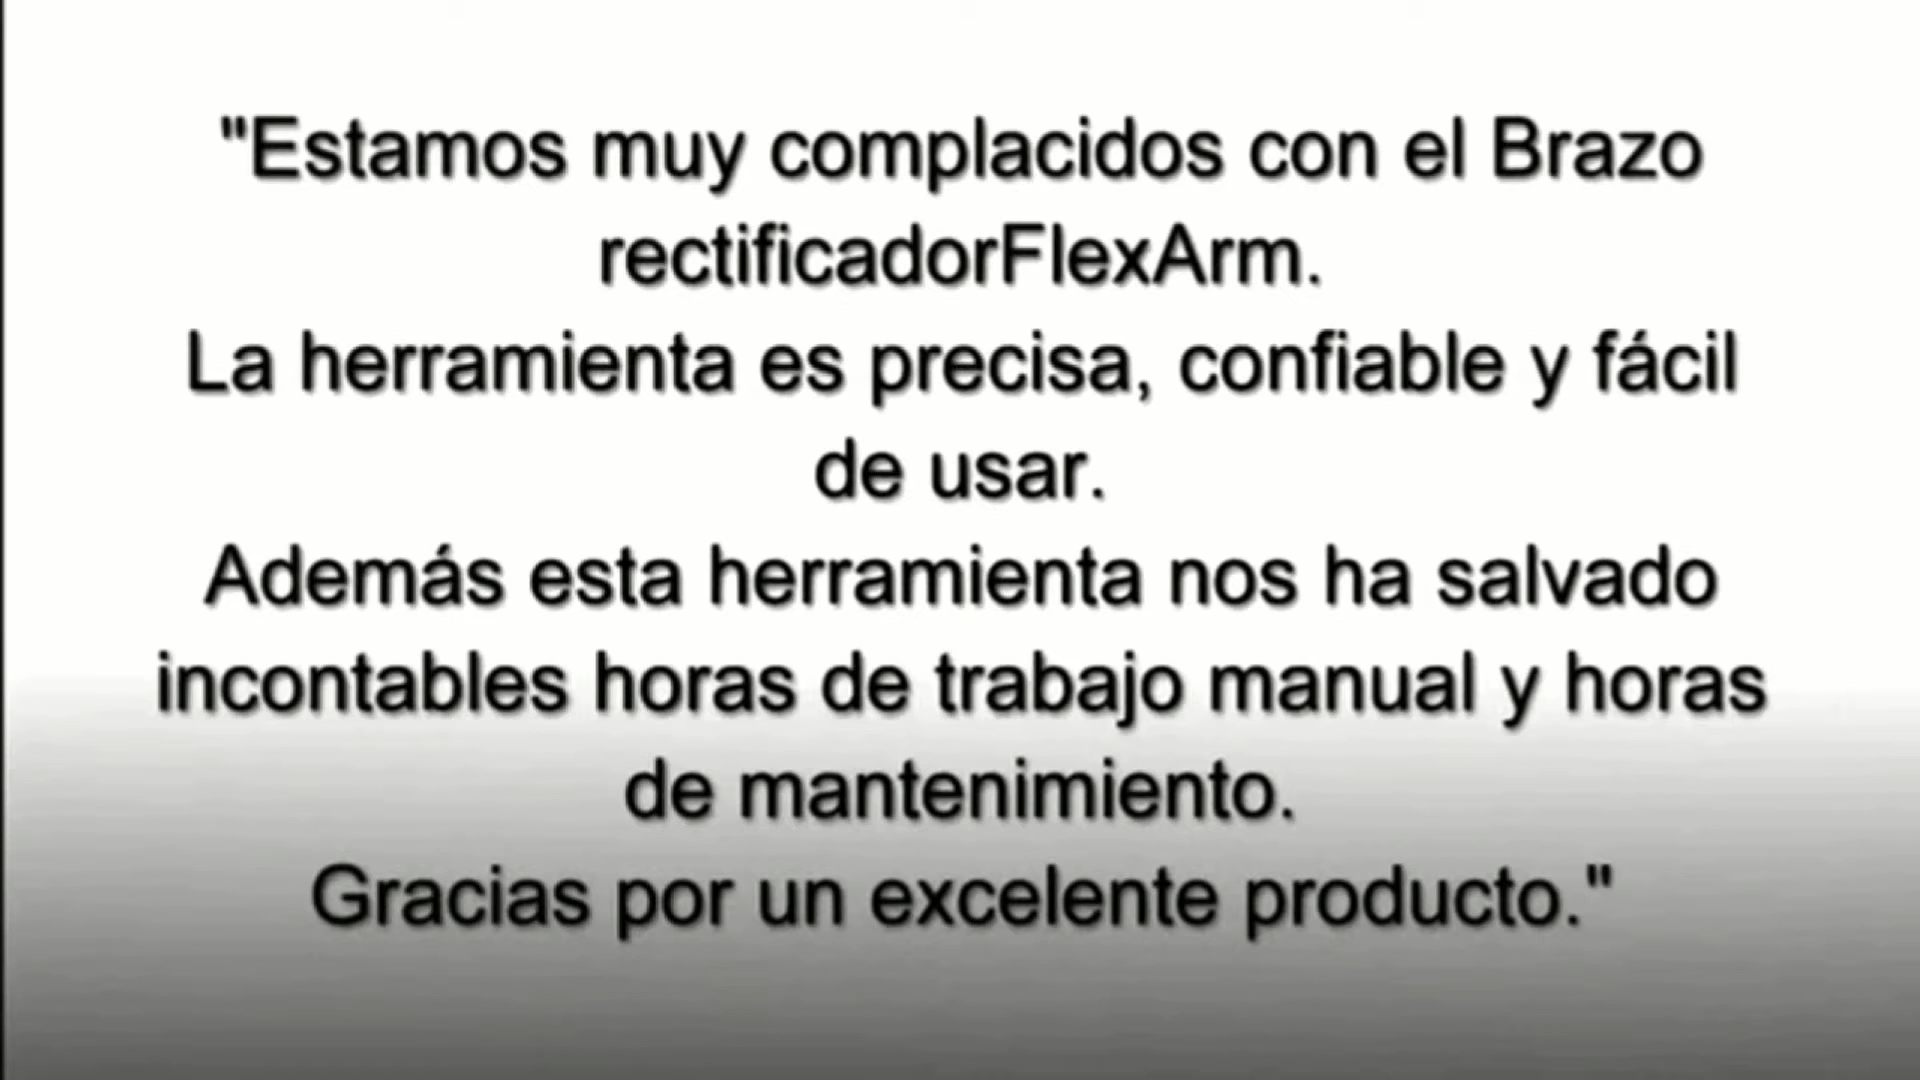 "Estamos muy complacidos con el Brazo
rectificadorFlexArm.
La herramienta es precisa, confiable y fácil
de usar.
Además esta herramienta nos ha salvado
incontables horas de trabajo manual y horas
de mantenimiento.
Gracias por un excelente producto."